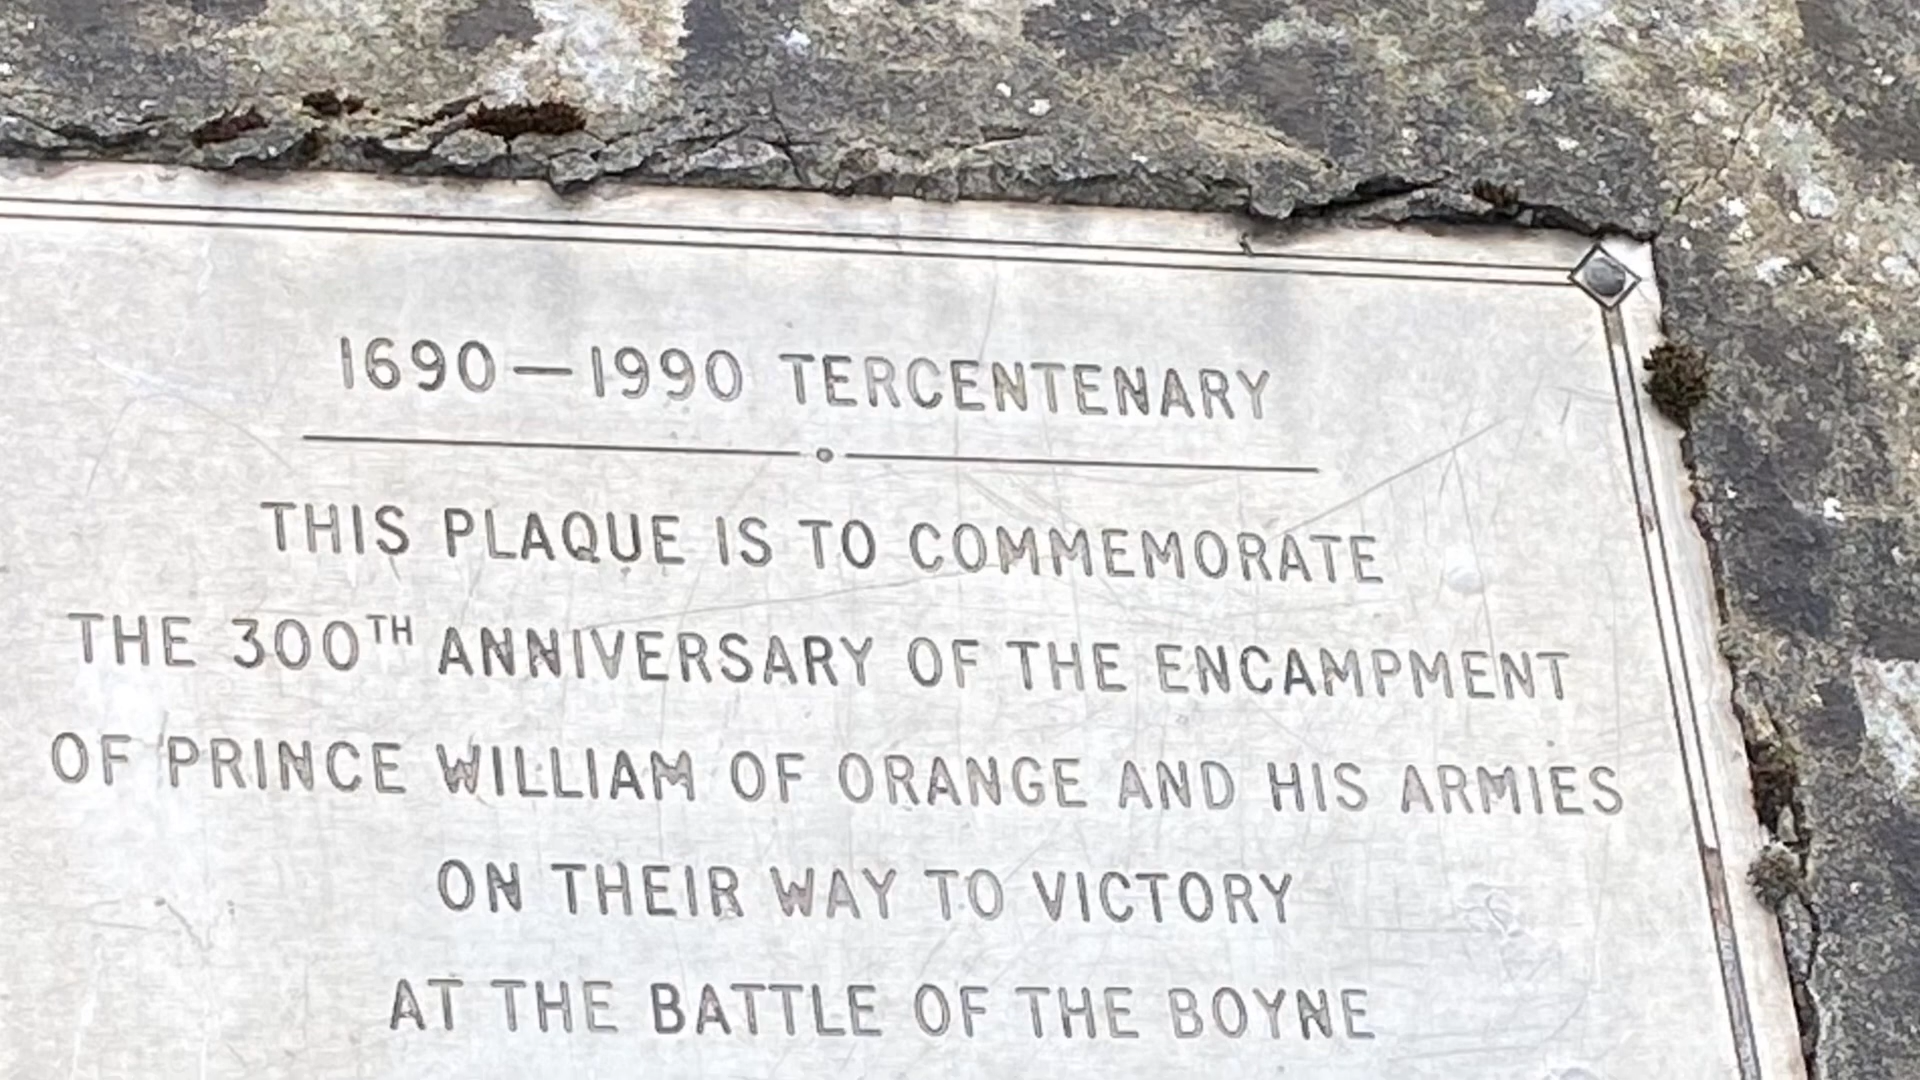 1690—1990 TERCENTENARY
THIS PLAQUE IS TO COMMEMORATE
THE 300TH ANNIVERSARY OF THE ENCAMPMENT
OF PRINCE WILLIAM OF ORANGE AND HIS ARMIES
ON THEIR WAY TO VICTORY
AT THE BATTLE OF THE BOYNE